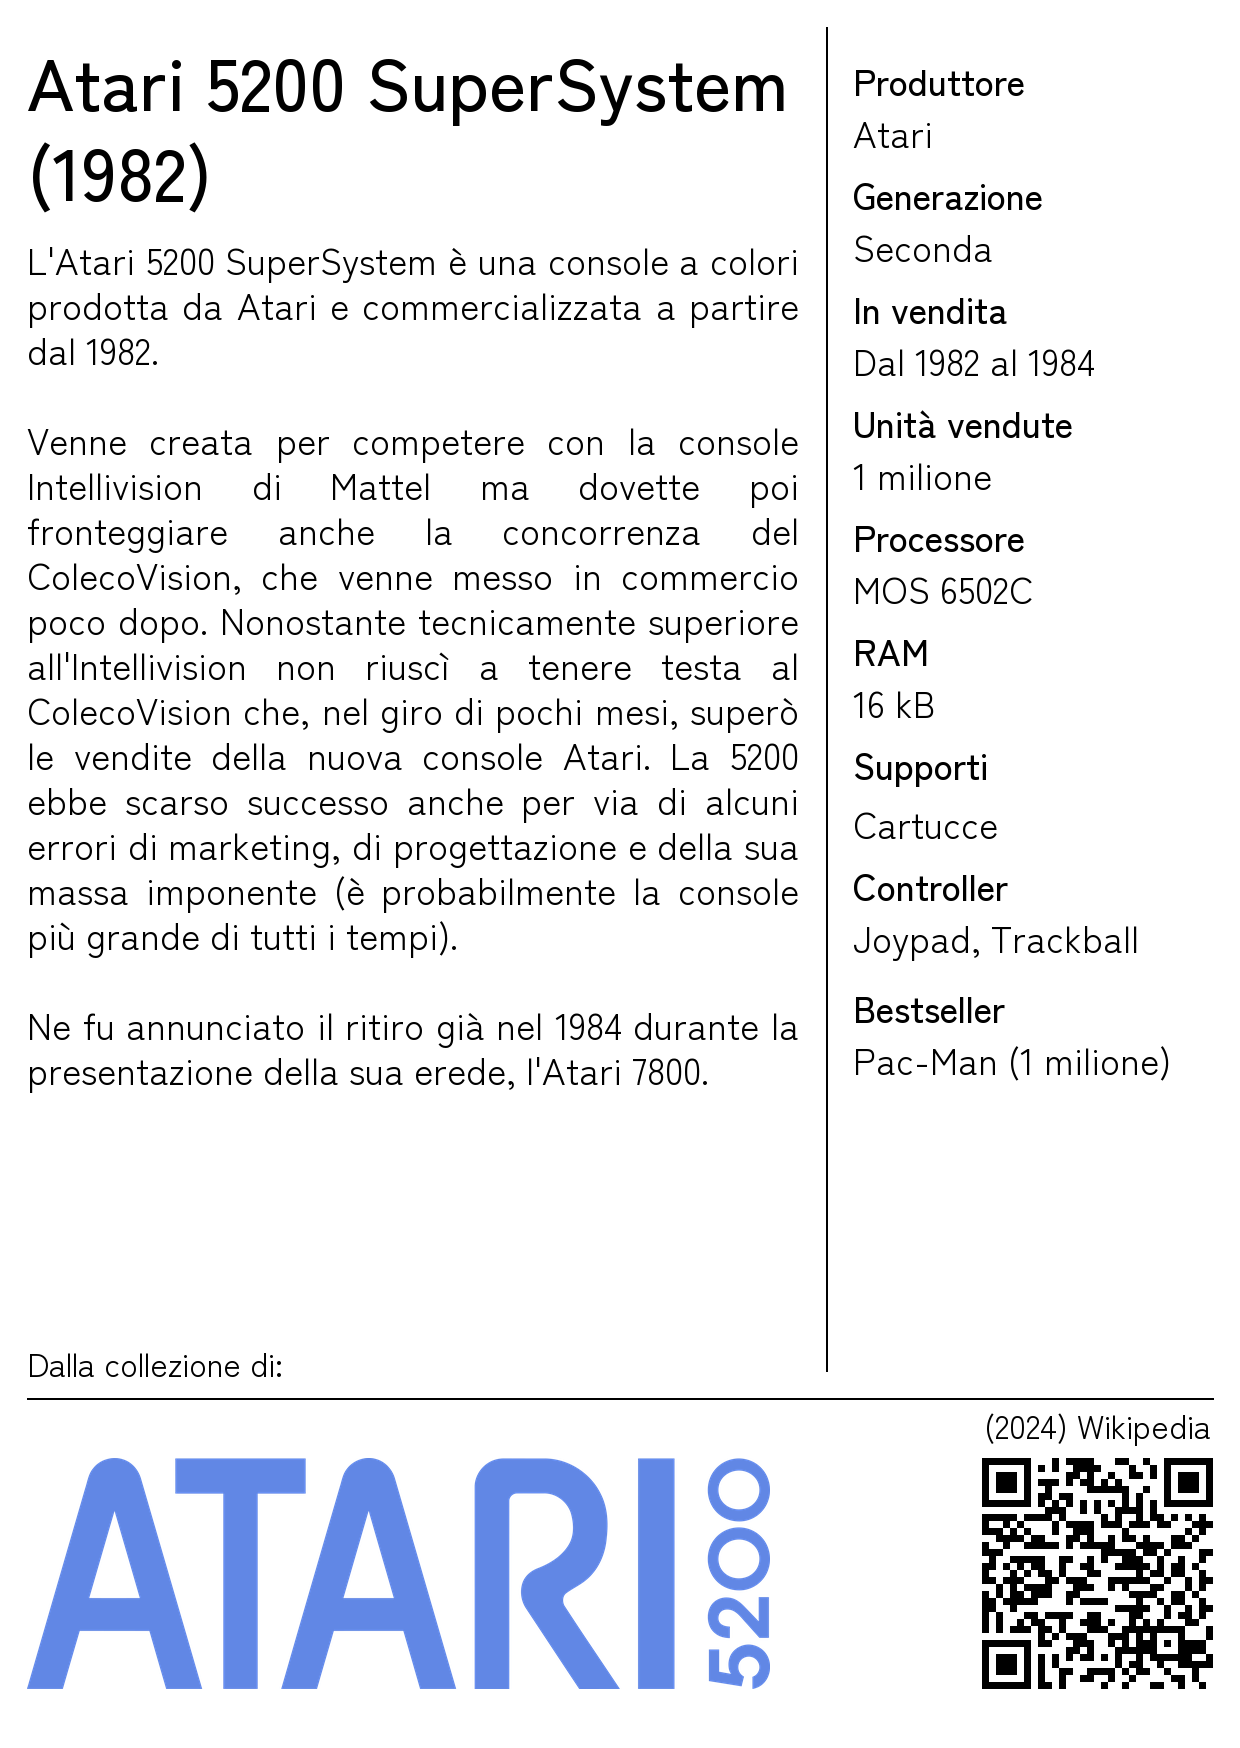 Atari 5200 SuperSystem
(1982)
L'Atari 5200 SuperSystem è una console a colori
prodotta da Atari e commercializzata a partire
dal 1982.
Venne creata per competere con la console
Intellivision di Mattel ma dovette poi
fronteggiare anche la concorrenza del
ColecoVision, che venne messo in commercio
poco dopo. Nonostante tecnicamente superiore
all'Intellivision non riuscì a tenere testa al
ColecoVision che, nel giro di pochi mesi, superò
le vendite della nuova console Atari. La 5200
ebbe scarso successo anche per via di alcuni
errori di marketing, di progettazione e della sua
massa imponente (è probabilmente la console
più grande di tutti i tempi).
Ne fu annunciato il ritiro già nel 1984 durante la
presentazione della sua erede, l'Atari 7800.
Dalla collezione di:
Produttore
Atari
Generazione
Seconda
In vendita
Dal 1982 al 1984
Unità vendute
1 milione
Processore
MOS 6502C
RAM
16 kB
Supporti
Cartucce
Controller
Joypad, Trackball
Bestseller
Pac-Man (1 milione)
ATARI 5200
(2024) Wikipedia